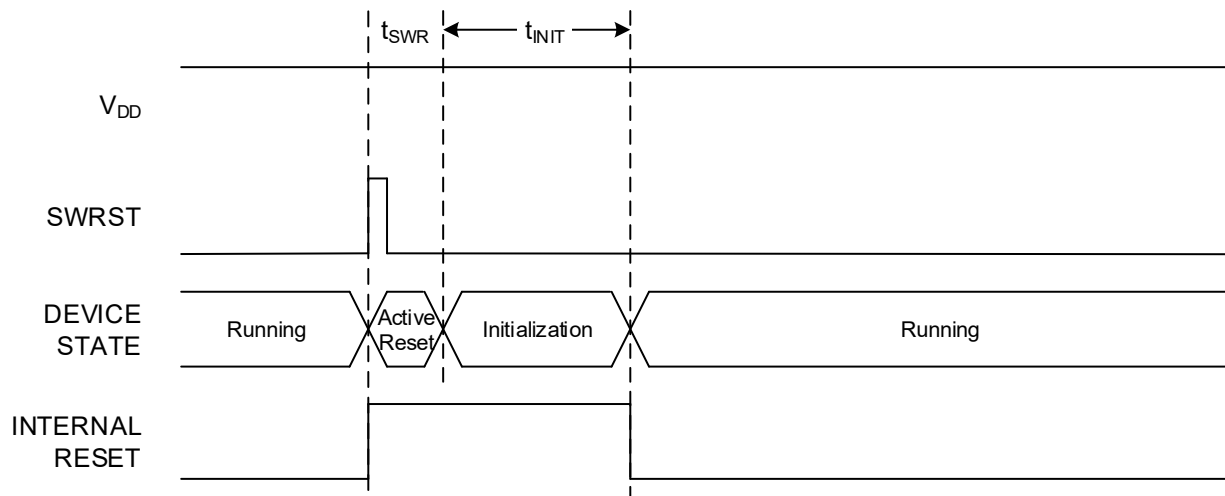 tSWR
tINIT
VDD
SWRST
DEVICE
STATE
Running
Active
Reset
Initialization
Running
INTERNAL
RESET